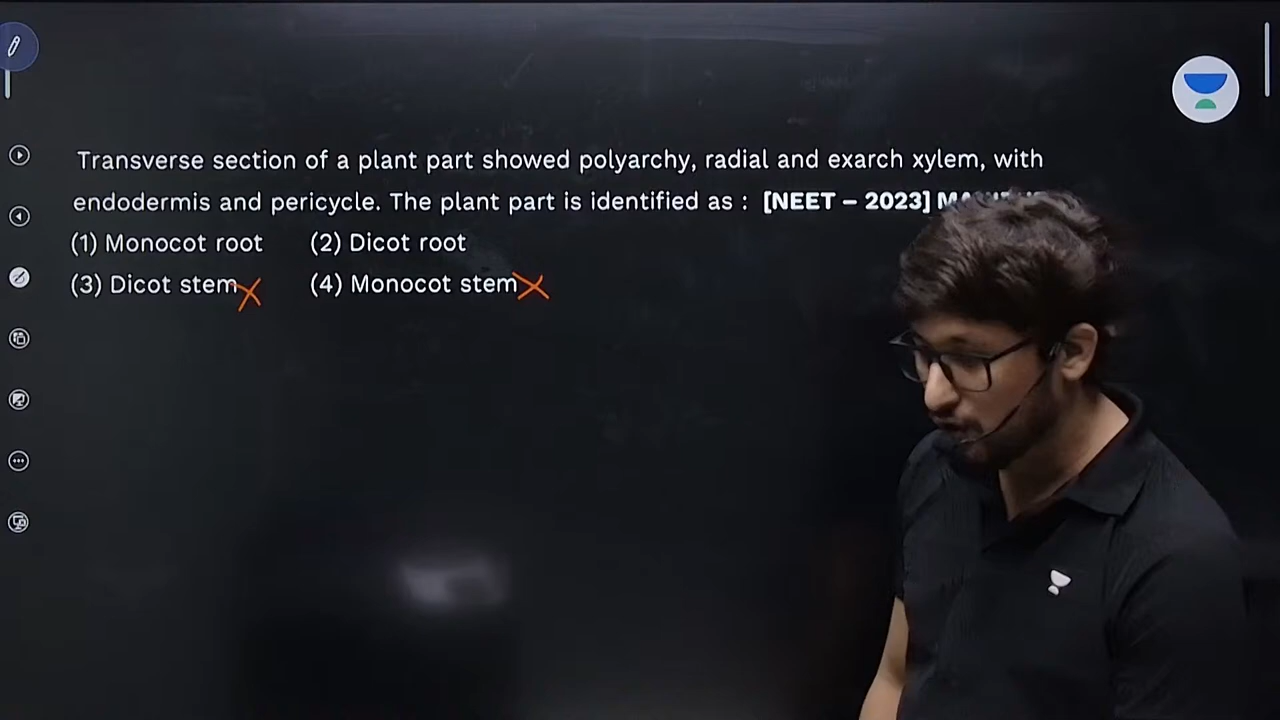 Transverse section of a plant part showed polyarchy, radial and exarch xylem, with
endodermis and pericycle. The plant part is identified as : [NEET – 2023]
(1) Monocot root (2) Dicot root
(3) Dicot stem (4) Monocot stem